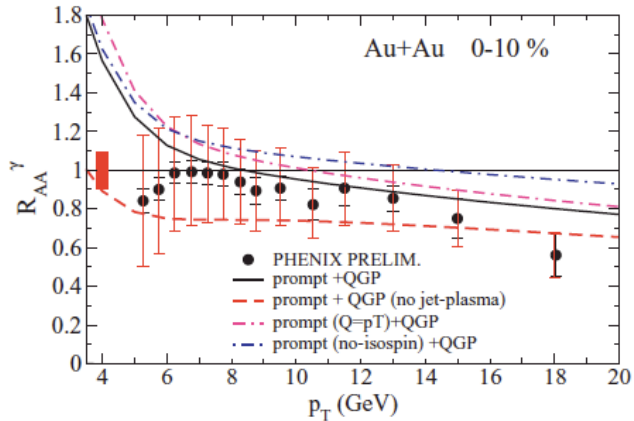 1.8
1.6
1.4
1.2
1
0.8
0.6
0.4
0.2
0
R_AA^γ
Au+Au 0-10 %
PHENIX PRELIM.
prompt +QGP
prompt + QGP (no jet-plasma)
prompt (Q=pT)+QGP
prompt (no-isospin) +QGP
4 6 8 10 12 14 16 18 20
p_T (GeV)